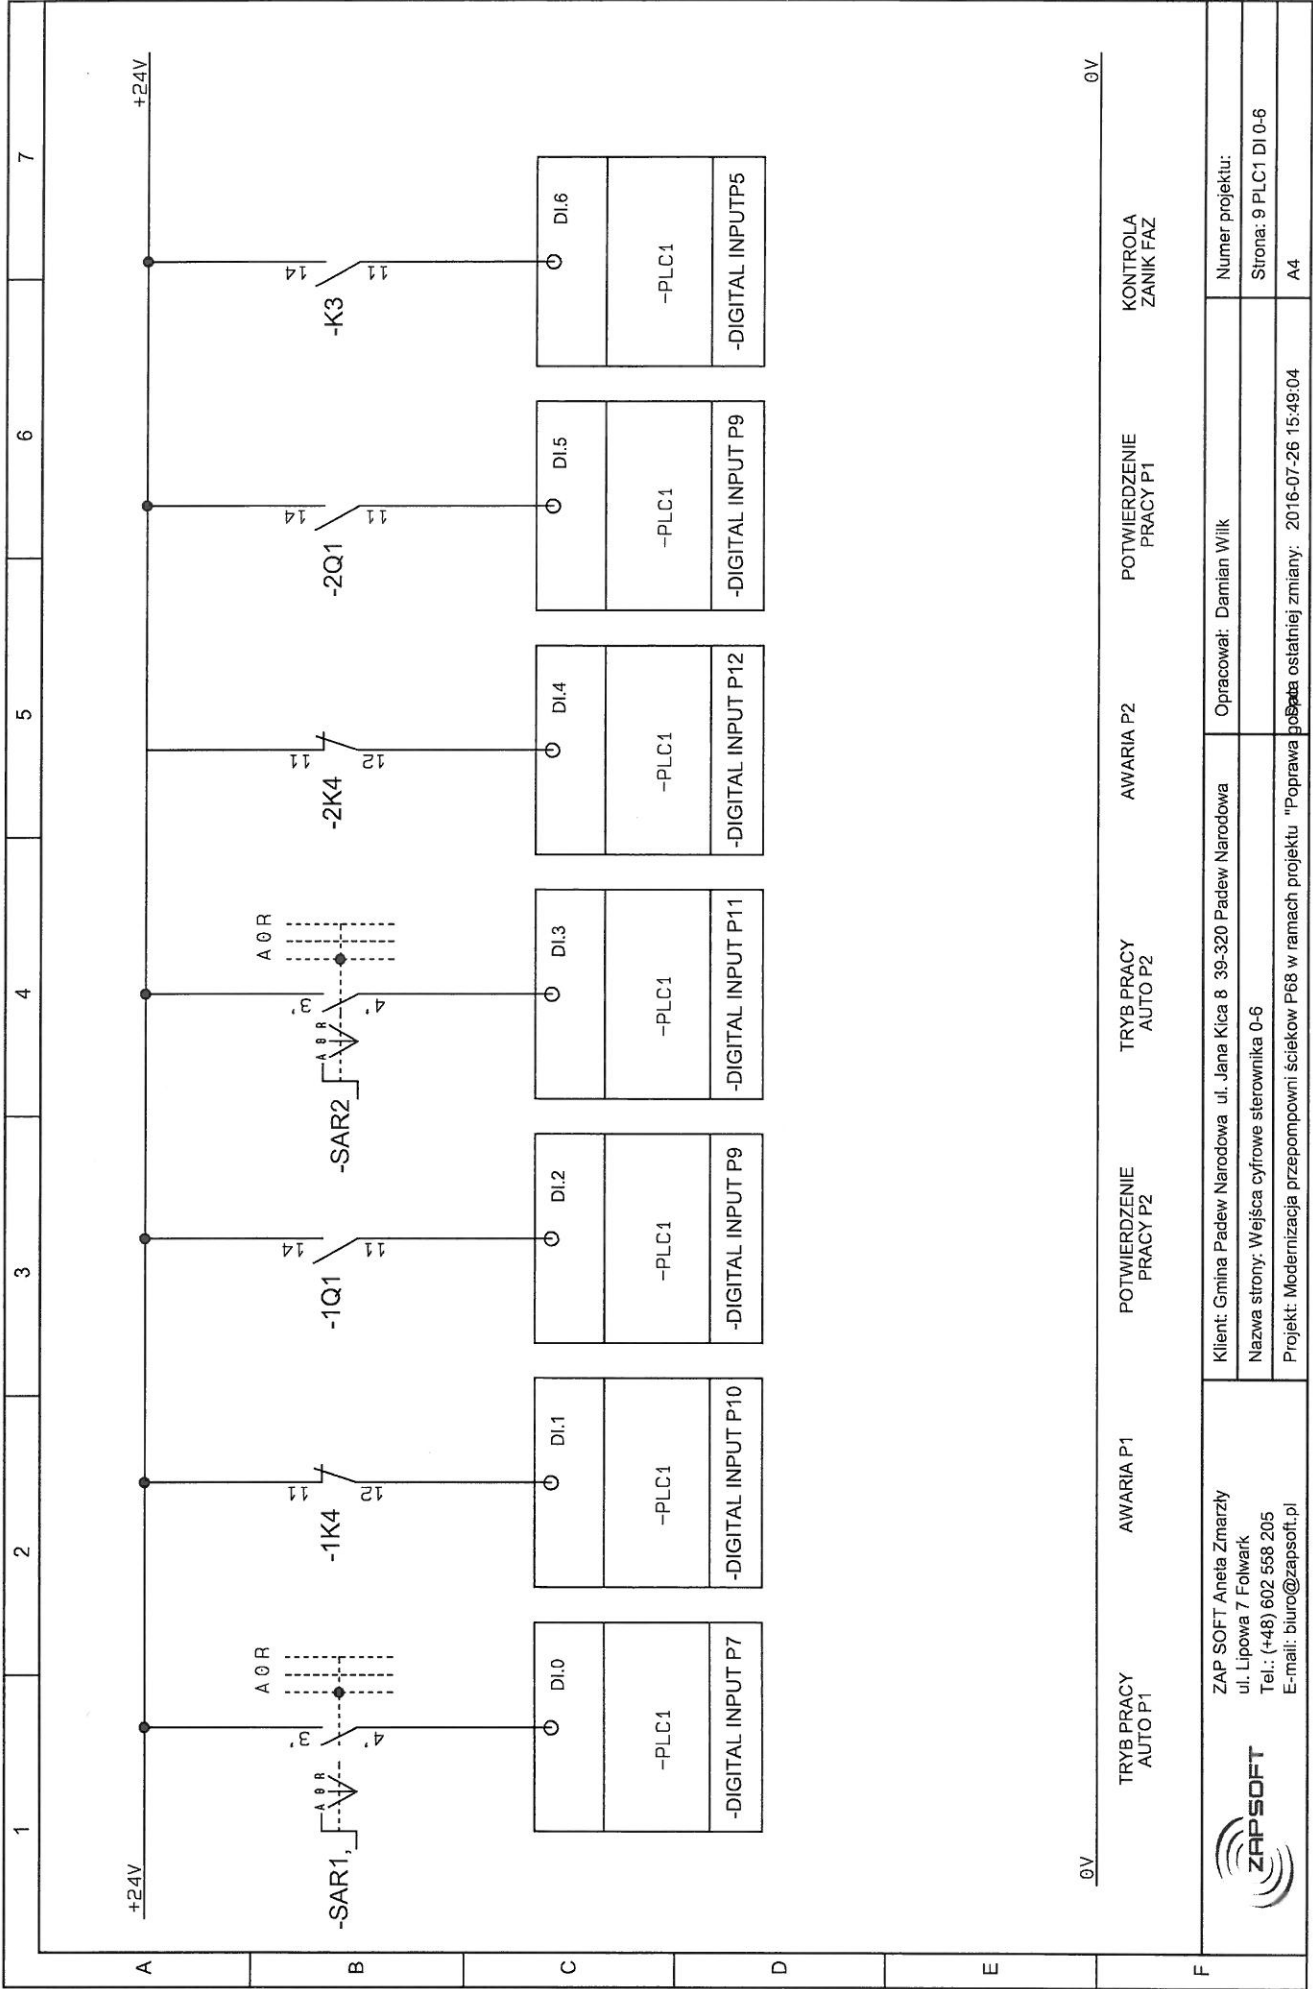 1 2 3 4 5 6 7
A
B
C
D
E
F
+24V +24V
A 0 R A 0 R
A 0 R A 0 R
3' 11 14 3' 11 14 14
-SAR1, -1K4 -1Q1 -SAR2 -2K4 -2Q1 -K3
4' 12 11 4' 12 11 11
DI.0 DI.1 DI.2 DI.3 DI.4 DI.5 DI.6
-PLC1 -PLC1 -PLC1 -PLC1 -PLC1 -PLC1 -PLC1
-DIGITAL INPUT P7 -DIGITAL INPUT P10 -DIGITAL INPUT P9 -DIGITAL INPUT P11 -DIGITAL INPUT P12 -DIGITAL INPUT P9 -DIGITAL INPUTP5
0V 0V
TRYB PRACY
AUTO P1
AWARIA P1
POTWIERDZENIE
PRACY P2
TRYB PRACY
AUTO P2
AWARIA P2
POTWIERDZENIE
PRACY P1
KONTROLA
ZANIK FAZ
ZAPSOFT
ZAP SOFT Aneta Zmarzły
ul. Lipowa 7 Folwark
Tel.: (+48) 602 558 205
E-mail: biuro@zapsoft.pl
Klient: Gmina Padew Narodowa ul. Jana Kica 8 39-320 Padew Narodowa
Opracował: Damian Wilk
Numer projektu:
Nazwa strony: Wejśca cyfrowe sterownika 0-6
Strona: 9 PLC1 DI 0-6
Projekt: Modernizacja przepompowni ściekow P68 w ramach projektu "Poprawa
ostatniej zmiany: 2016-07-26 15:49:04
A4